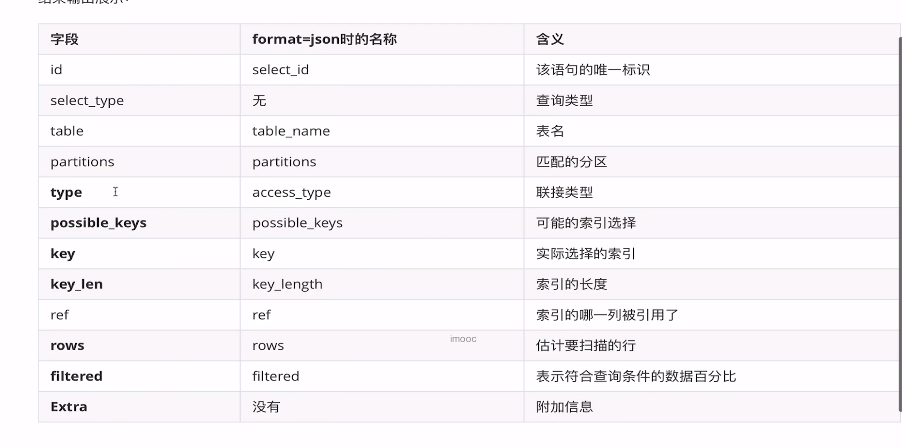 结果输出展示:
字段 format=json时的名称 含义
id select_id 该语句的唯一标识
select_type 无 查询类型
table table_name 表名
partitions partitions 匹配的分区
type access_type 联接类型
possible_keys possible_keys 可能的索引选择
key key 实际选择的索引
key_len key_length 索引的长度
ref ref 索引的哪一列被引用了
rows rows 估计要扫描的行
filtered filtered 表示符合查询条件的数据百分比
Extra 没有 附加信息
imooc